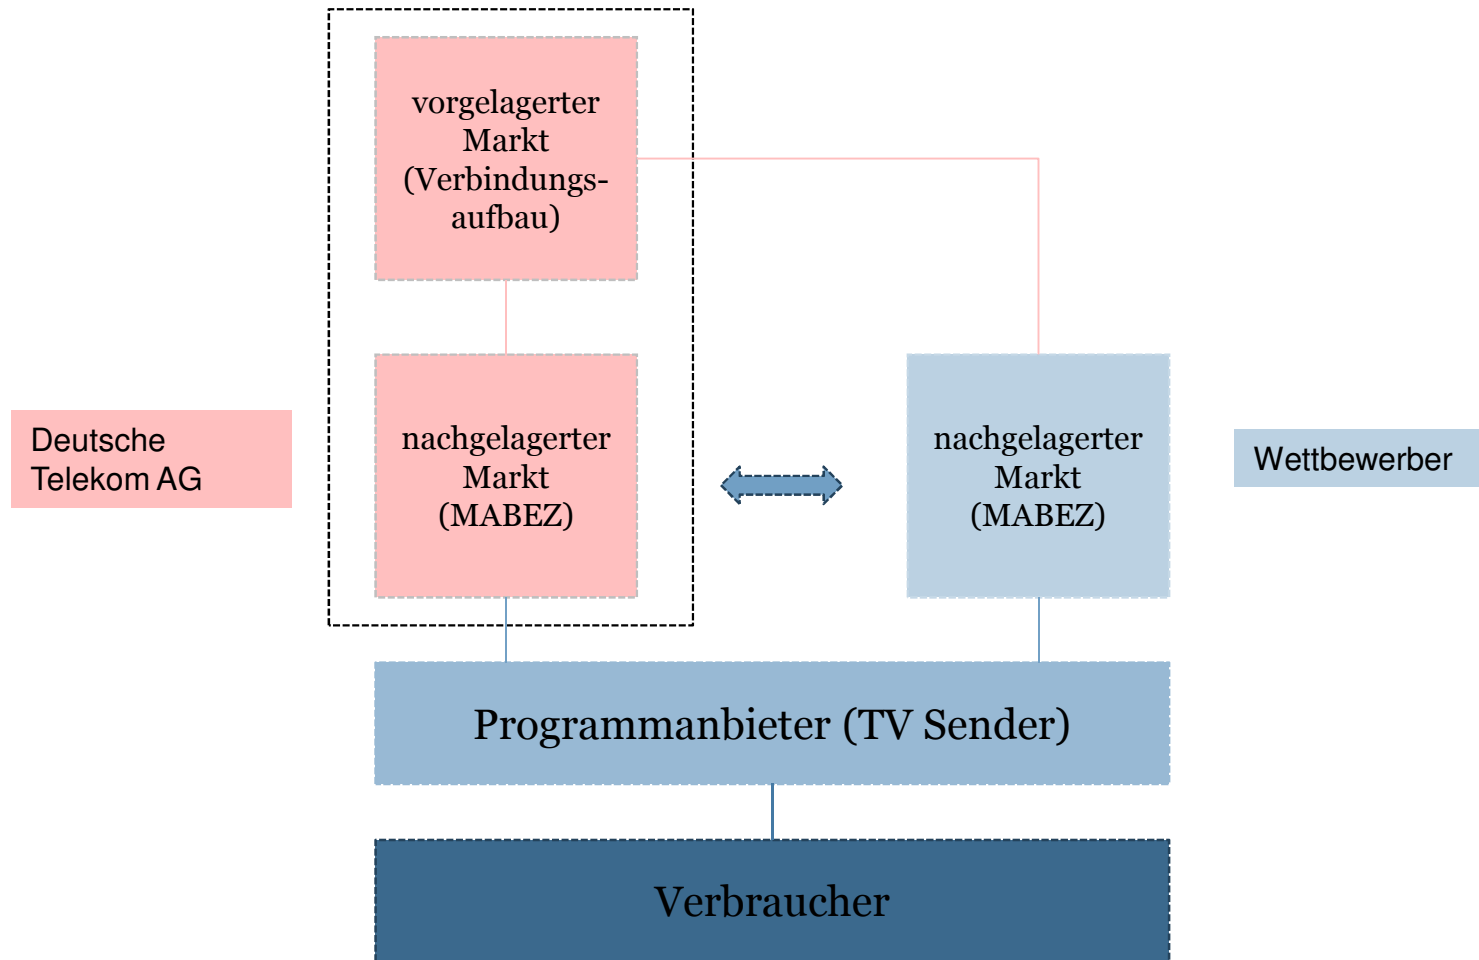 vorgelagerter
Markt
(Verbindungs-
aufbau)
Deutsche
Telekom AG
nachgelagerter
Markt
(MABEZ)
nachgelagerter
Markt
(MABEZ)
Wettbewerber
Programmanbieter (TV Sender)
Verbraucher